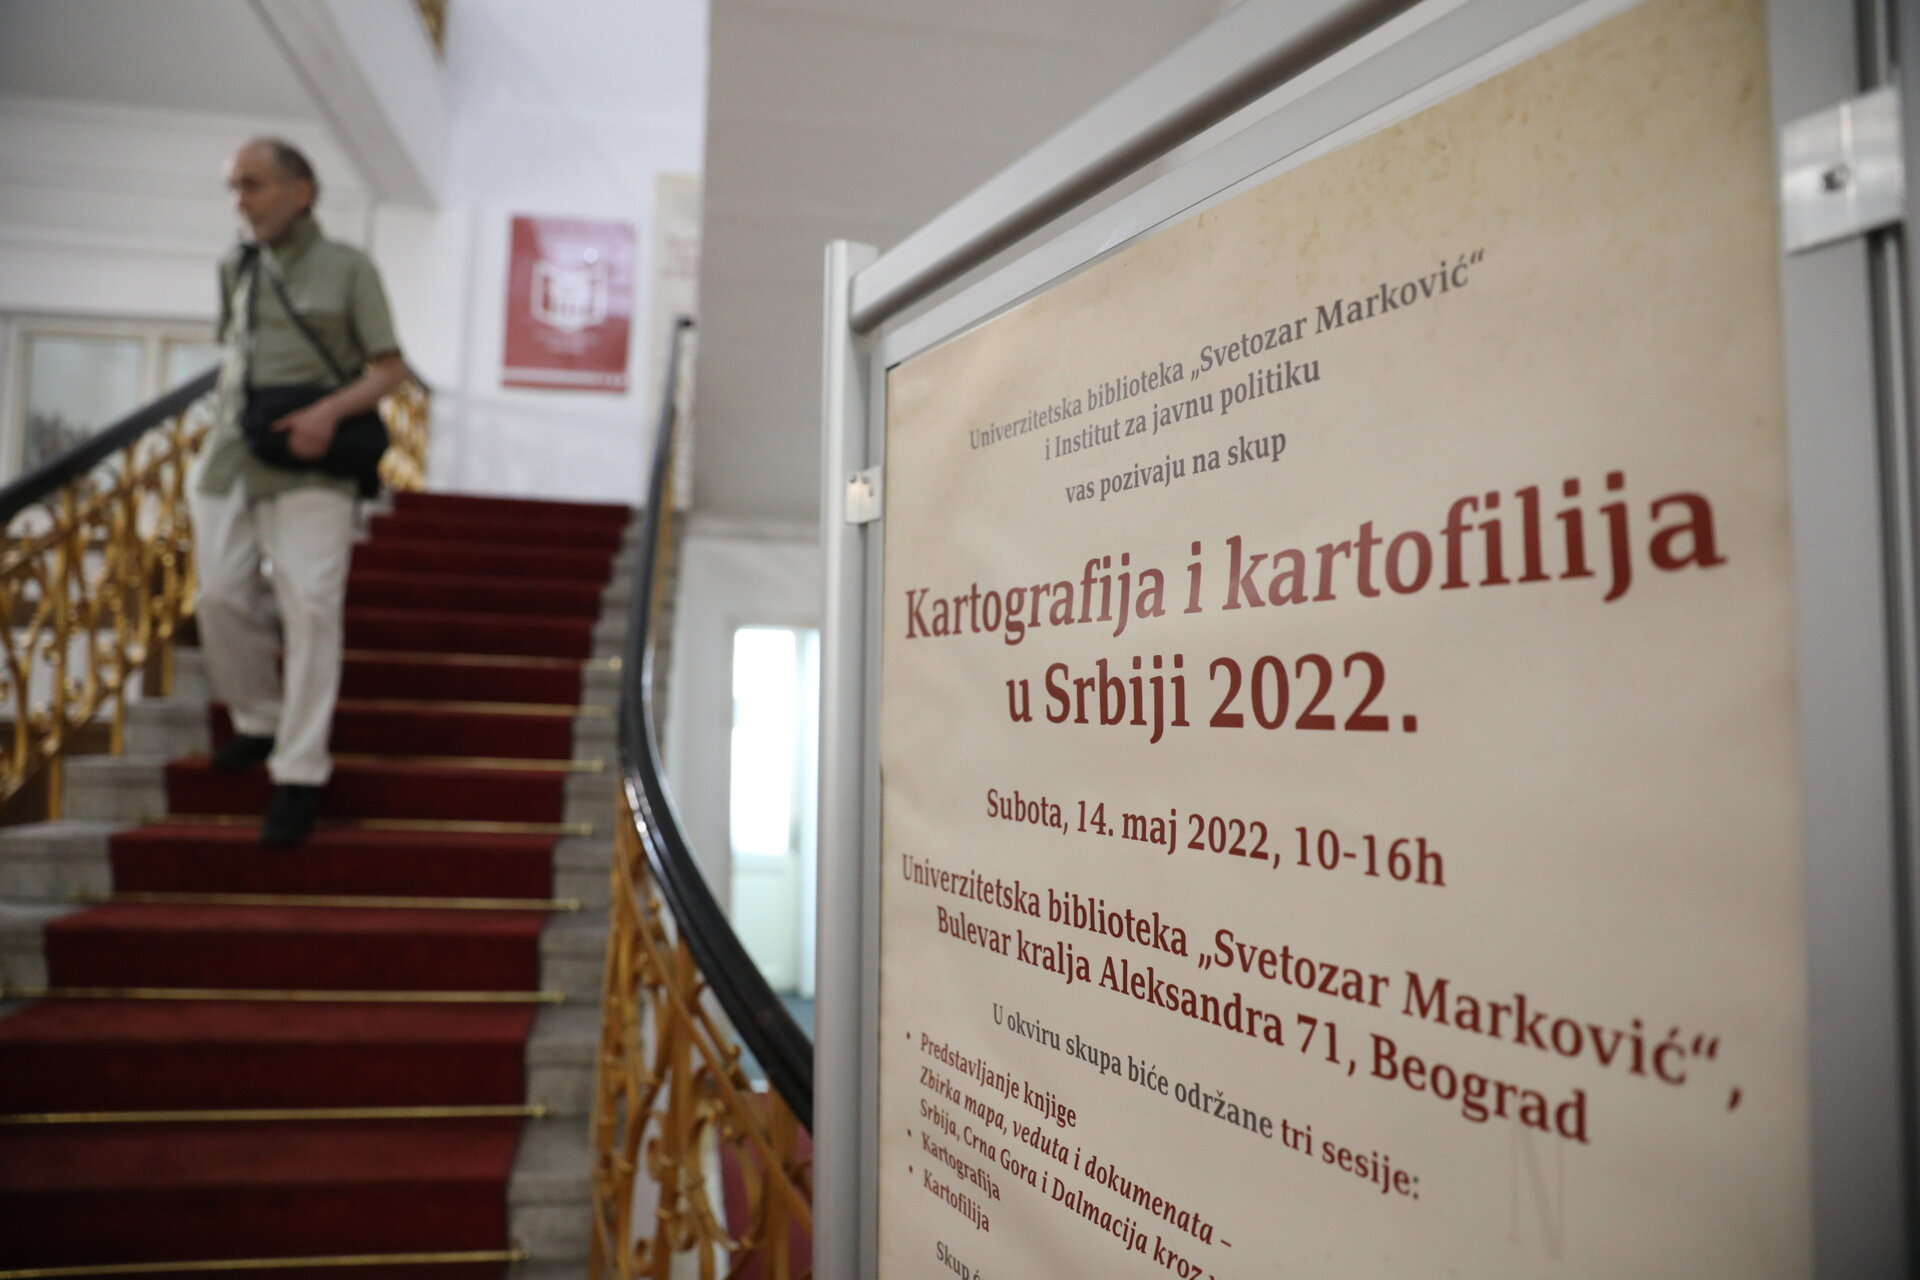 Univerzitetska biblioteka „Svetozar Marković“
i Institut za javnu politiku
vas pozivaju na skup
Kartografija i kartofilija
u Srbiji 2022.
Subota, 14. maj 2022, 10-16h
Univerzitetska biblioteka „Svetozar Marković“,
Bulevar kralja Aleksandra 71, Beograd
U okviru skupa biće održane tri sesije:
• Predstavljanje knjige
Zbirka mapa, veduta i dokumenata –
Srbija, Crna Gora i Dalmacija kroz
• Kartografija
• Kartofilija
Skup